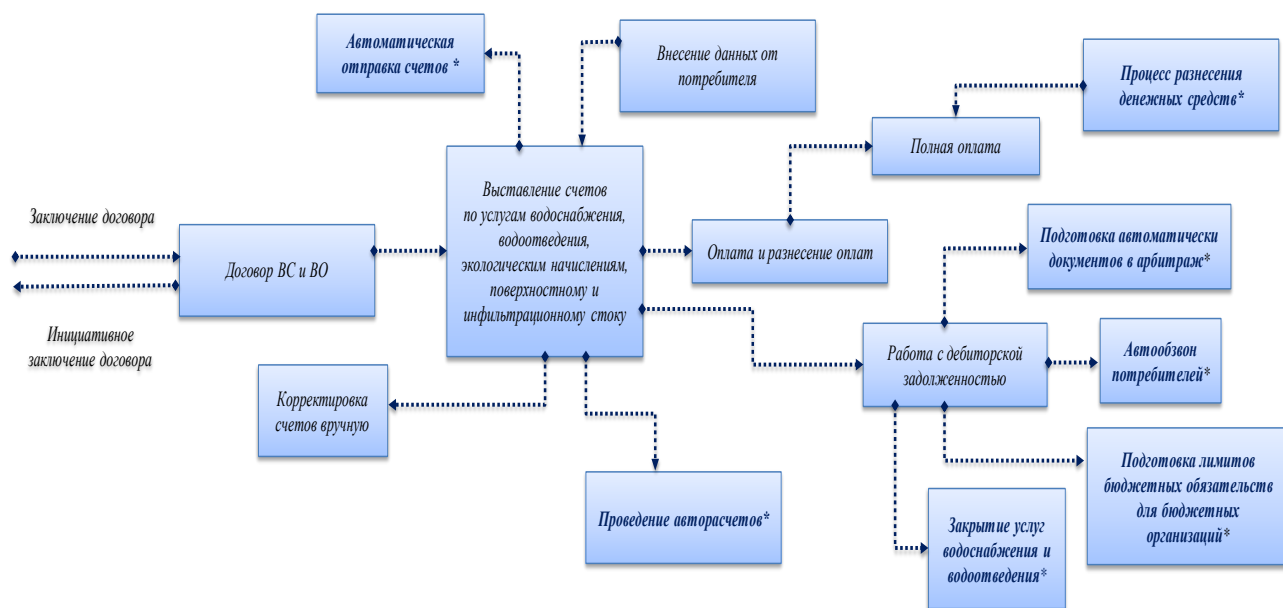 Автоматическая
отправка счетов *
Внесение данных от
потребителя
Процесс разнесения
денежных средств*
Полная оплата
Заключение договора
Договор ВС и ВО
Инициативное
заключение договора
Выставление счетов
по услугам водоснабжения,
водоотведения,
экологическим начислениям,
поверхностному и
инфильтрационному стоку
Оплата и разнесение оплат
Подготовка автоматически
документов в арбитраж*
Работа с дебиторской
задолженностью
Автообзвон
потребителей*
Корректировка
счетов вручную
Проведение авторасчетов*
Подготовка лимитов
бюджетных обязательств
для бюджетных
организаций*
Закрытие услуг
водоснабжения и
водоотведения*